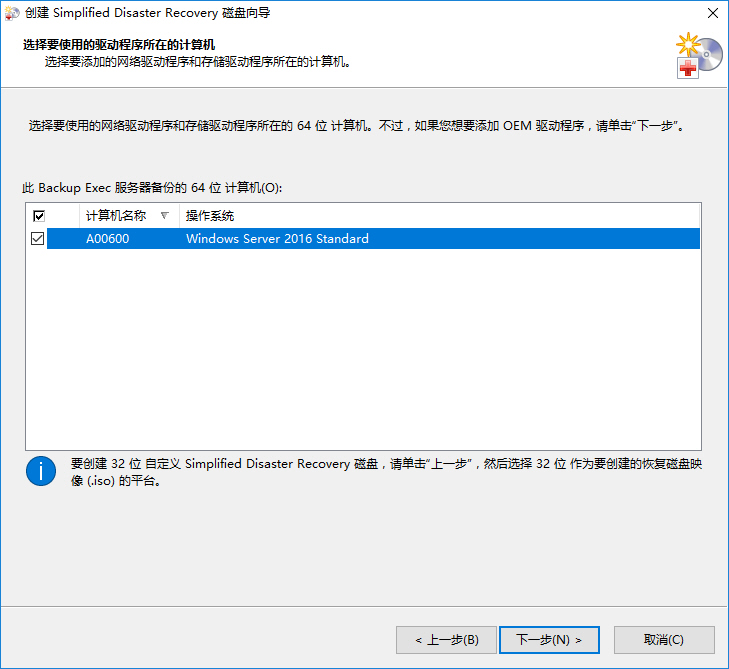 创建 Simplified Disaster Recovery 磁盘向导
选择要使用的驱动程序所在的计算机
选择要添加的网络驱动程序和存储驱动程序所在的计算机。
选择要使用的网络驱动程序和存储驱动程序所在的 64 位 计算机。不过，如果您想要添加 OEM 驱动程序，请单击“下一步”。
此 Backup Exec 服务器备份的 64 位 计算机(O):
计算机名称 操作系统
A00600 Windows Server 2016 Standard
要创建 32 位 自定义 Simplified Disaster Recovery 磁盘，请单击“上一步”，然后选择 32 位 作为要创建的恢复磁盘映
像 (.iso) 的平台。
< 上一步(B) 下一步(N) > 取消(C)